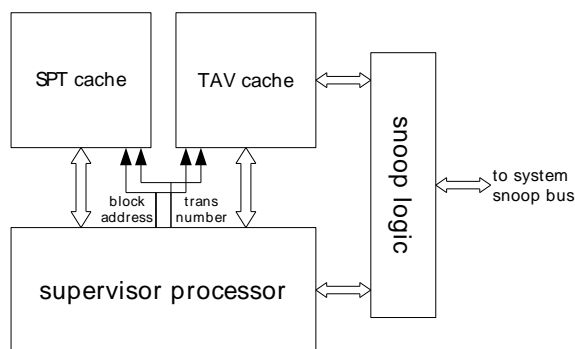 SPT cache
TAV cache
snoop logic
to system
snoop bus
block
address
trans
number
supervisor processor